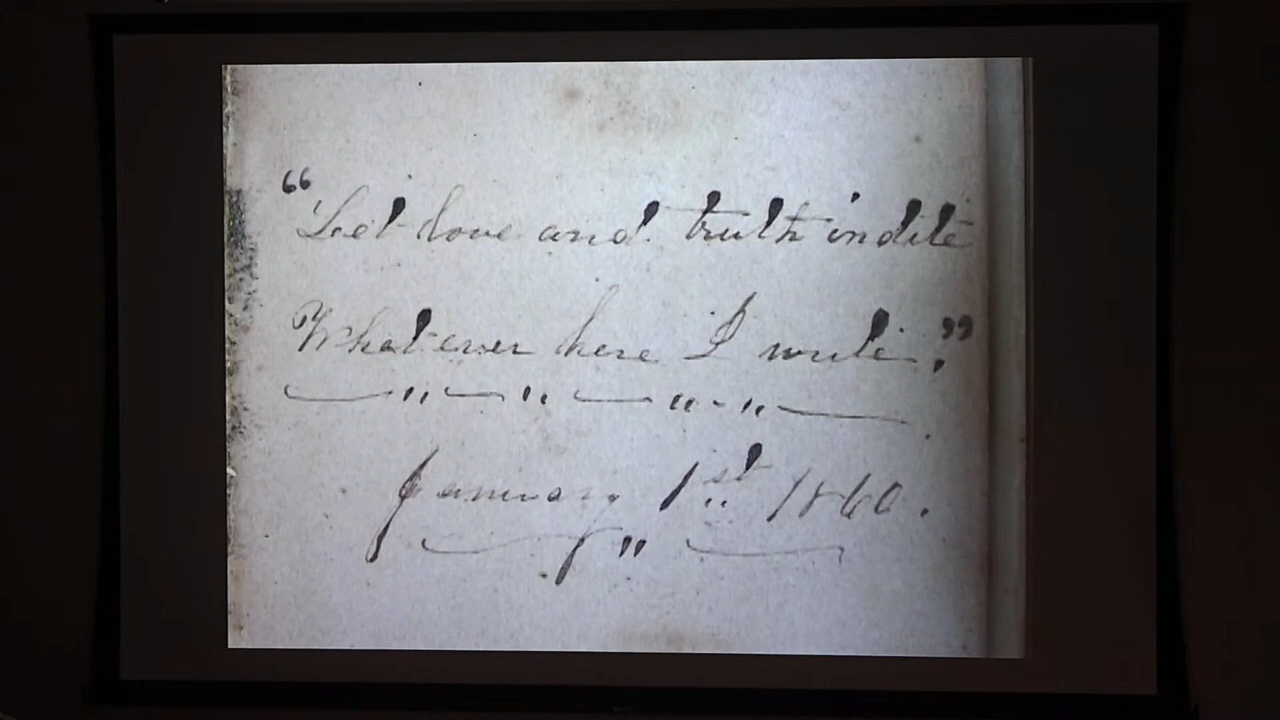 “Let love and truth indite
Whatever here I write.”
January 1st 1860.